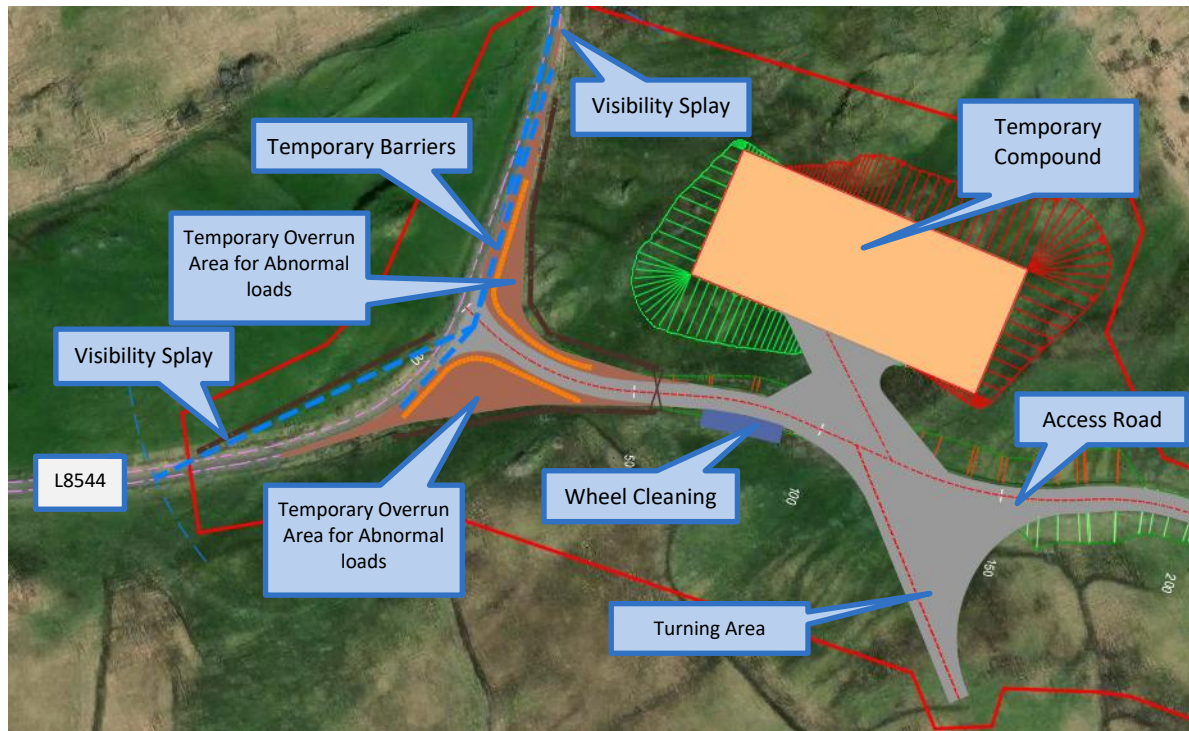 Visibility Splay
Temporary
Compound
Temporary Barriers
Temporary Overrun
Area for Abnormal
loads
Visibility Splay
L8544
Temporary Overrun
Area for Abnormal
loads
Wheel Cleaning
Access Road
Turning Area
50
100
150
200